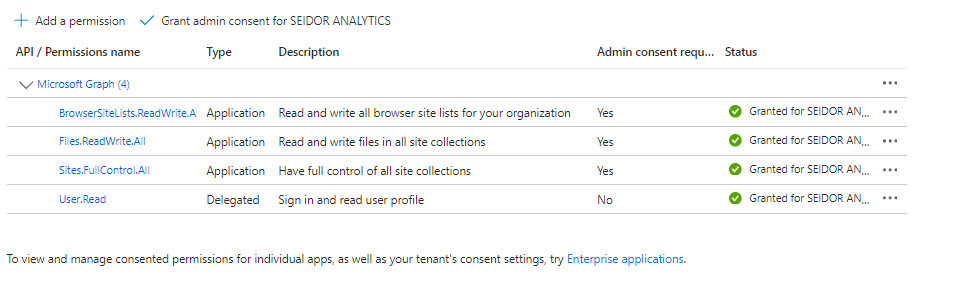 Add a permission Grant admin consent for SEIDOR ANALYTICS
API / Permissions name Type Description Admin consent requ... Status
Microsoft Graph (4)
BrowserSiteLists.ReadWrite.A Application Read and write all browser site lists for your organization Yes Granted for SEIDOR AN...
Files.ReadWrite.All Application Read and write files in all site collections Yes Granted for SEIDOR AN...
Sites.FullControl.All Application Have full control of all site collections Yes Granted for SEIDOR AN...
User.Read Delegated Sign in and read user profile No Granted for SEIDOR AN...
To view and manage consented permissions for individual apps, as well as your tenant's consent settings, try Enterprise applications.